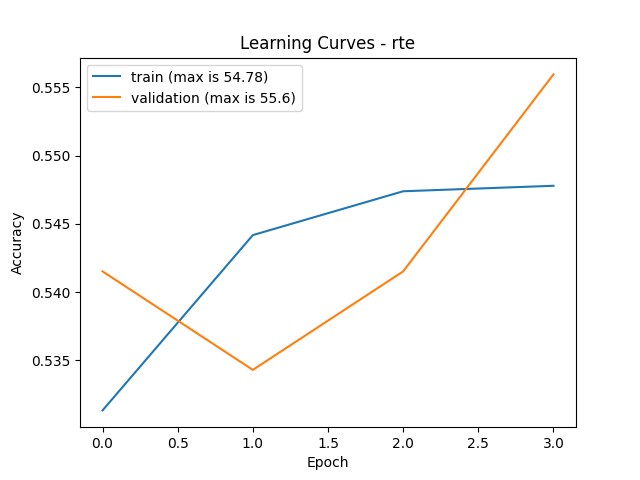 Learning Curves - rte
train (max is 54.78)
validation (max is 55.6)
0.555
0.550
0.545
0.540
0.535
Accuracy
0.0 0.5 1.0 1.5 2.0 2.5 3.0
Epoch